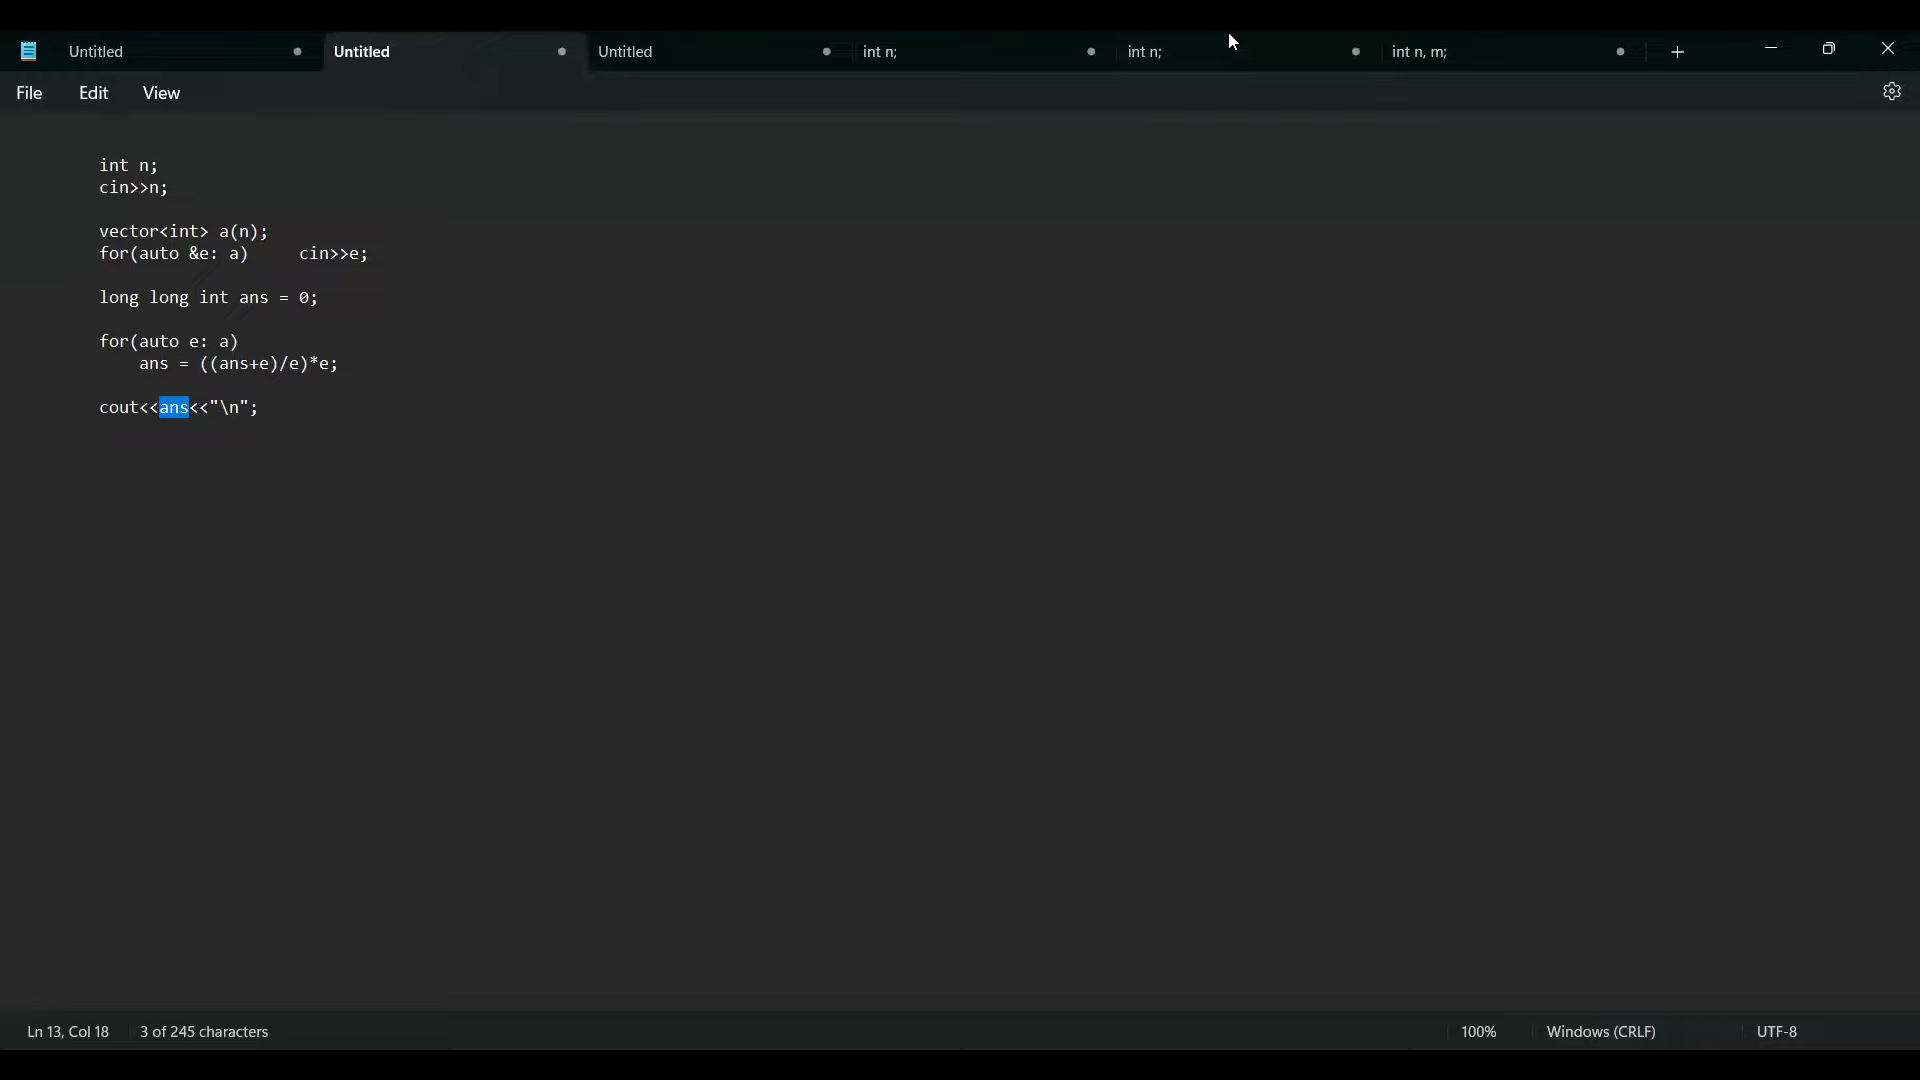 Untitled
Untitled
Untitled
int n;
int n;
int n, m;
File Edit View
int n;
cin>>n;
vector<int> a(n);
for(auto &e: a)    cin>>e;
long long int ans = 0;
for(auto e: a)
    ans = ((ans+e)/e)*e;
cout<<ans<<"\n";
Ln 13, Col 18
3 of 245 characters
100%
Windows (CRLF)
UTF-8